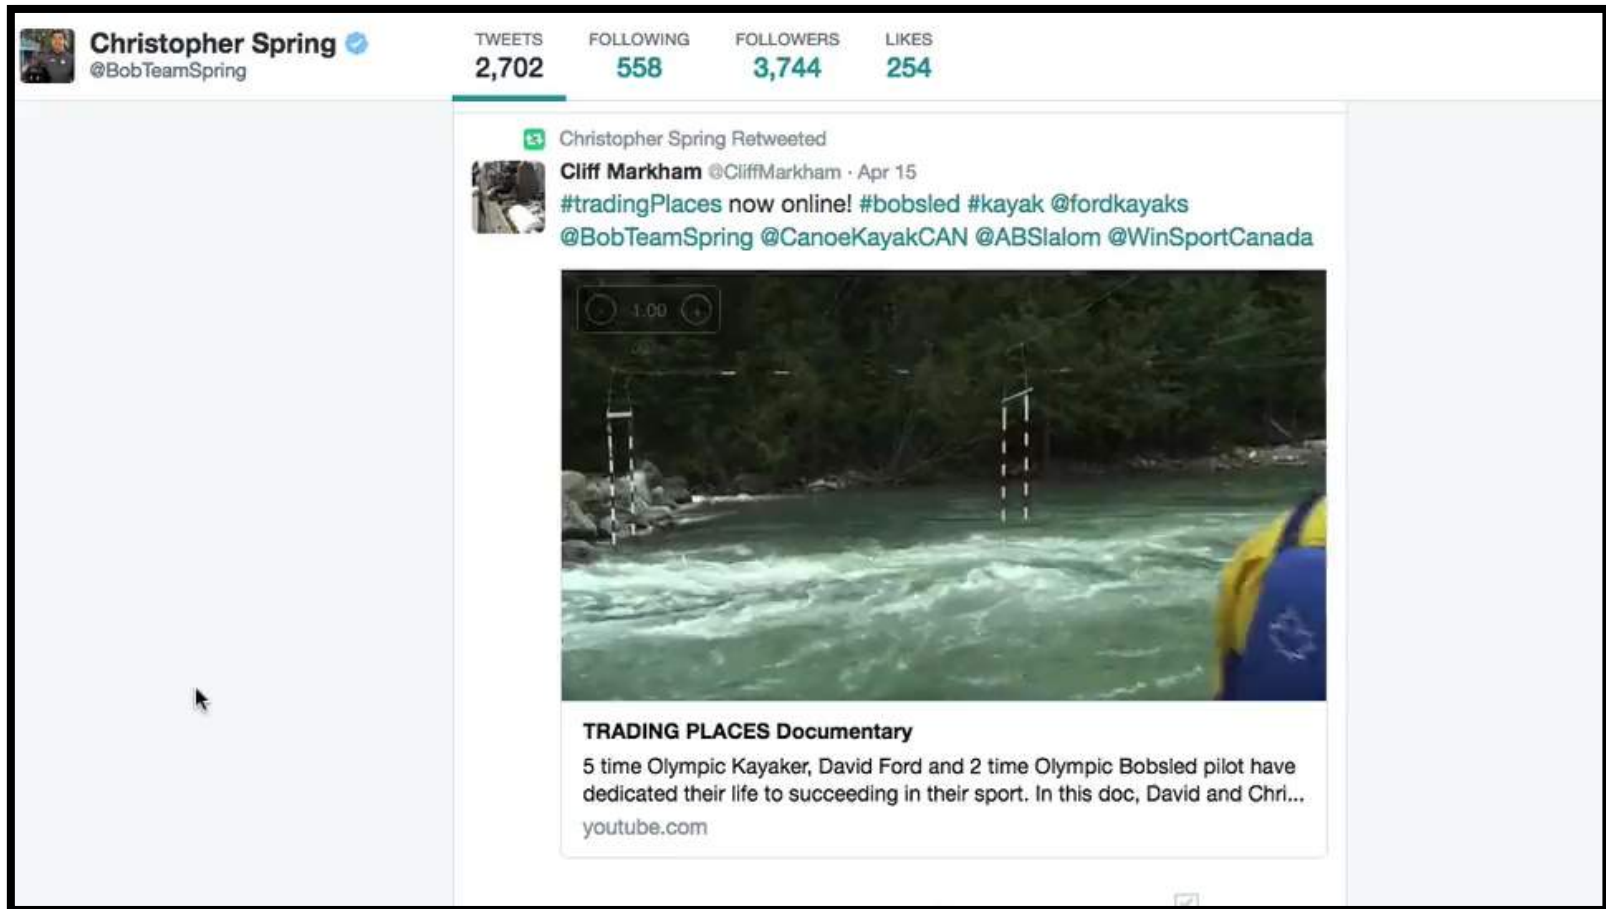 Christopher Spring
@BobTeamSpring
TWEETS
2,702
FOLLOWING
558
FOLLOWERS
3,744
LIKES
254
Christopher Spring Retweeted
Cliff Markham @CliffMarkham · Apr 15
#tradingPlaces now online! #bobsled #kayak @fordkayaks
@BobTeamSpring @CanoeKayakCAN @ABSlalom @WinSportCanada
- 1.00 +
TRADING PLACES Documentary
5 time Olympic Kayaker, David Ford and 2 time Olympic Bobsled pilot have
dedicated their life to succeeding in their sport. In this doc, David and Chri...
youtube.com